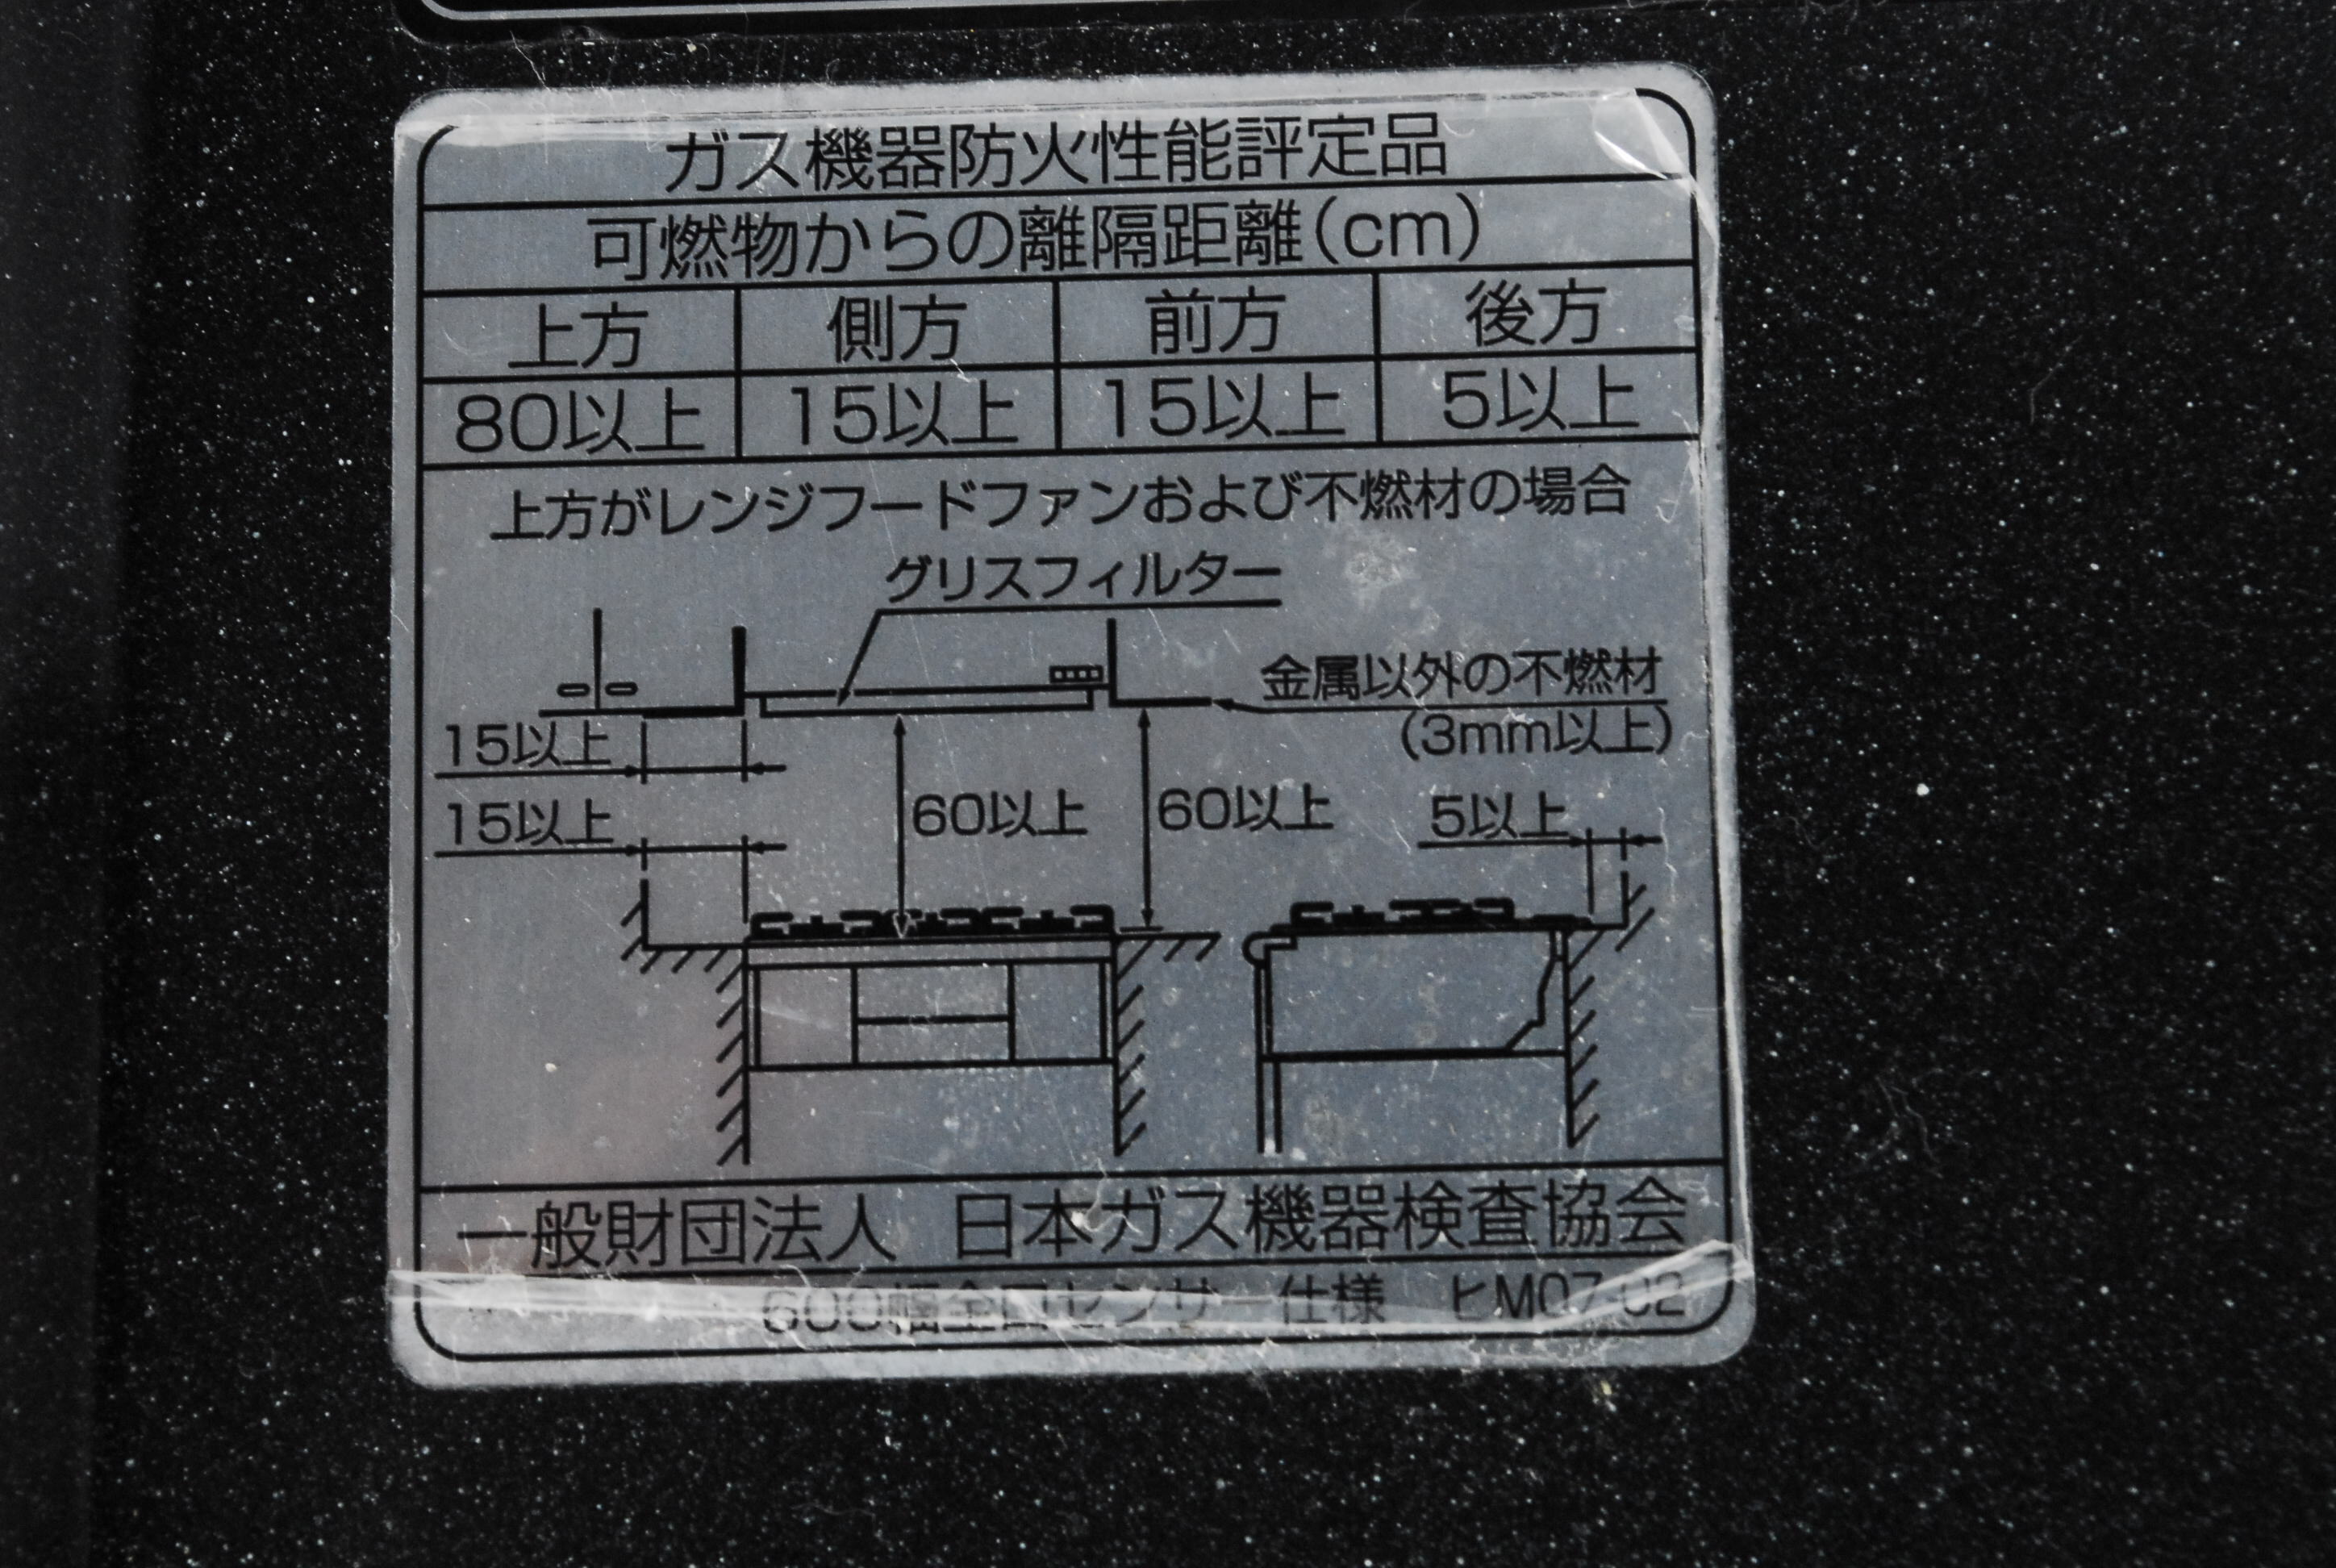 ガス機器防火性能評定品
可燃物からの離隔距離(cm)
上方 側方 前方 後方
80以上 15以上 15以上 5以上
上方がレンジフードファンおよび不燃材の場合
グリスフィルター
金属以外の不燃材
(3mm以上)
15以上
15以上
60以上
60以上
5以上
一般財団法人 日本ガス機器検査協会
600幅全口センサー仕様 ヒM07-02